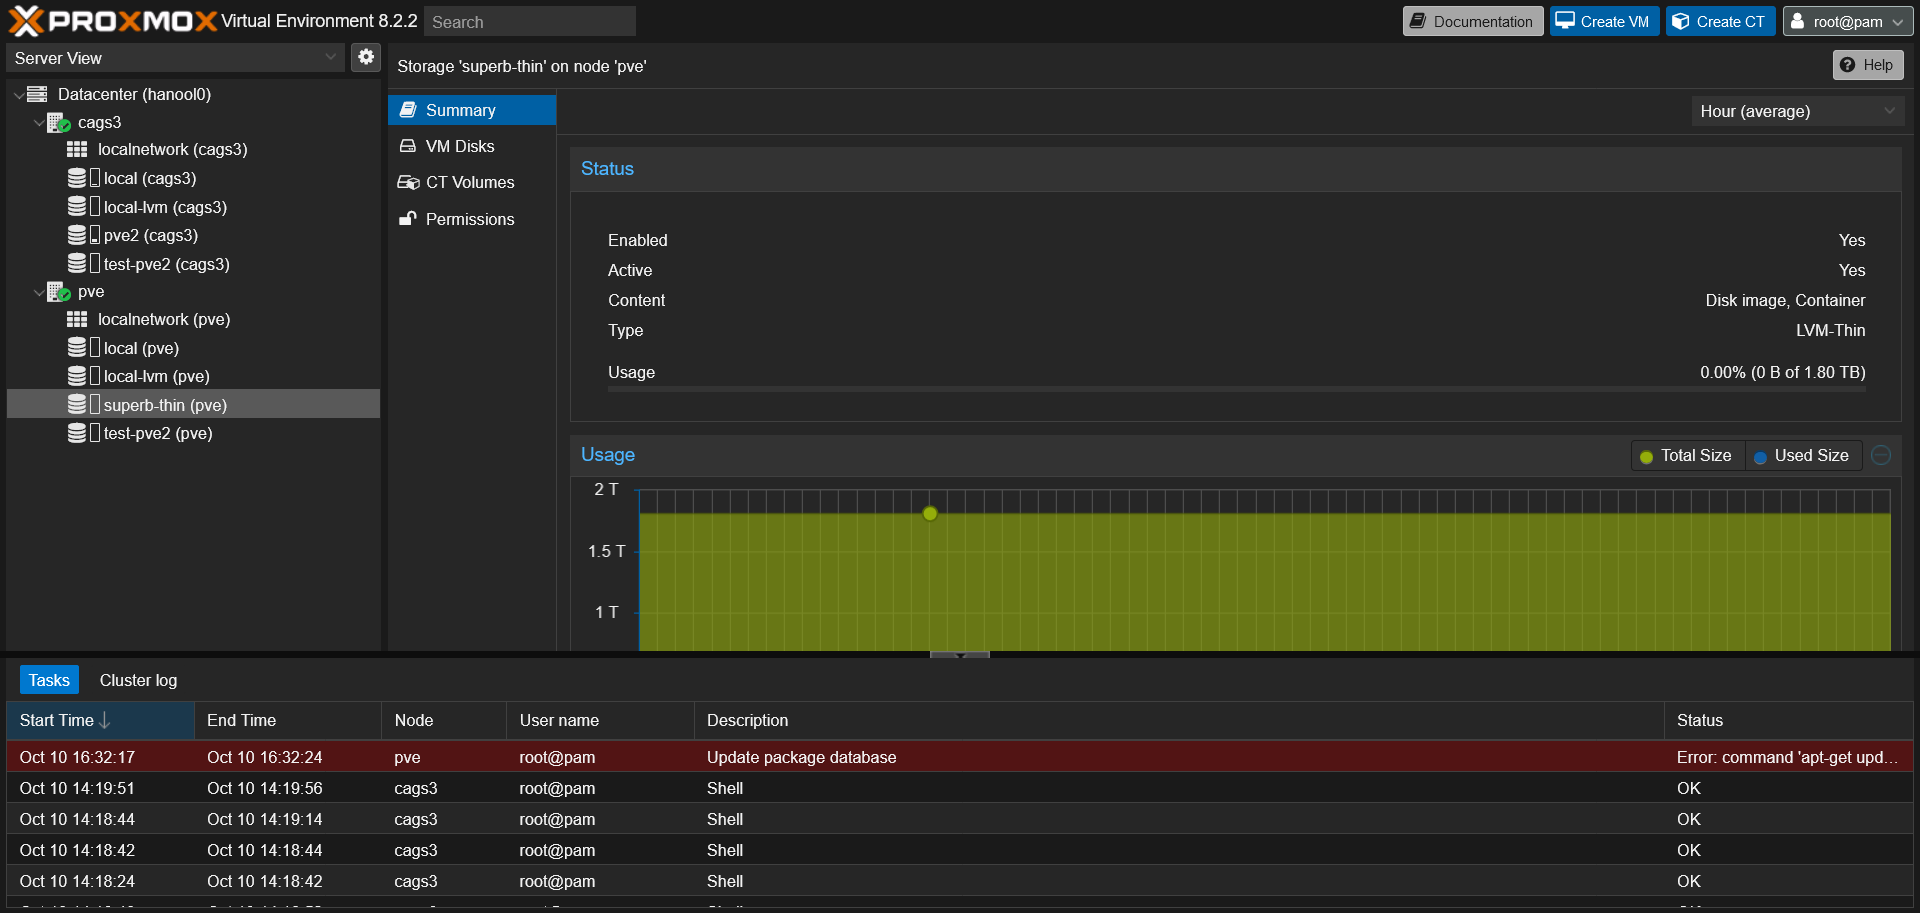 PROXMOX Virtual Environment 8.2.2 Search Documentation Create VM Create CT root@pam
Server View
Storage 'superb-thin' on node 'pve' Help
Datacenter (hanool0)
cags3
localnetwork (cags3)
local (cags3)
local-lvm (cags3)
pve2 (cags3)
test-pve2 (cags3)
pve
localnetwork (pve)
local (pve)
local-lvm (pve)
superb-thin (pve)
test-pve2 (pve)
Summary
VM Disks
CT Volumes
Permissions
Hour (average)
Status
Enabled Yes
Active Yes
Content Disk image, Container
Type LVM-Thin
Usage 0.00% (0 B of 1.80 TB)
Usage Total Size Used Size
2 T
1.5 T
1 T
Tasks Cluster log
Start Time End Time Node User name Description Status
Oct 10 16:32:17 Oct 10 16:32:24 pve root@pam Update package database Error: command 'apt-get upd...
Oct 10 14:19:51 Oct 10 14:19:56 cags3 root@pam Shell OK
Oct 10 14:18:44 Oct 10 14:19:14 cags3 root@pam Shell OK
Oct 10 14:18:42 Oct 10 14:18:44 cags3 root@pam Shell OK
Oct 10 14:18:24 Oct 10 14:18:42 cags3 root@pam Shell OK